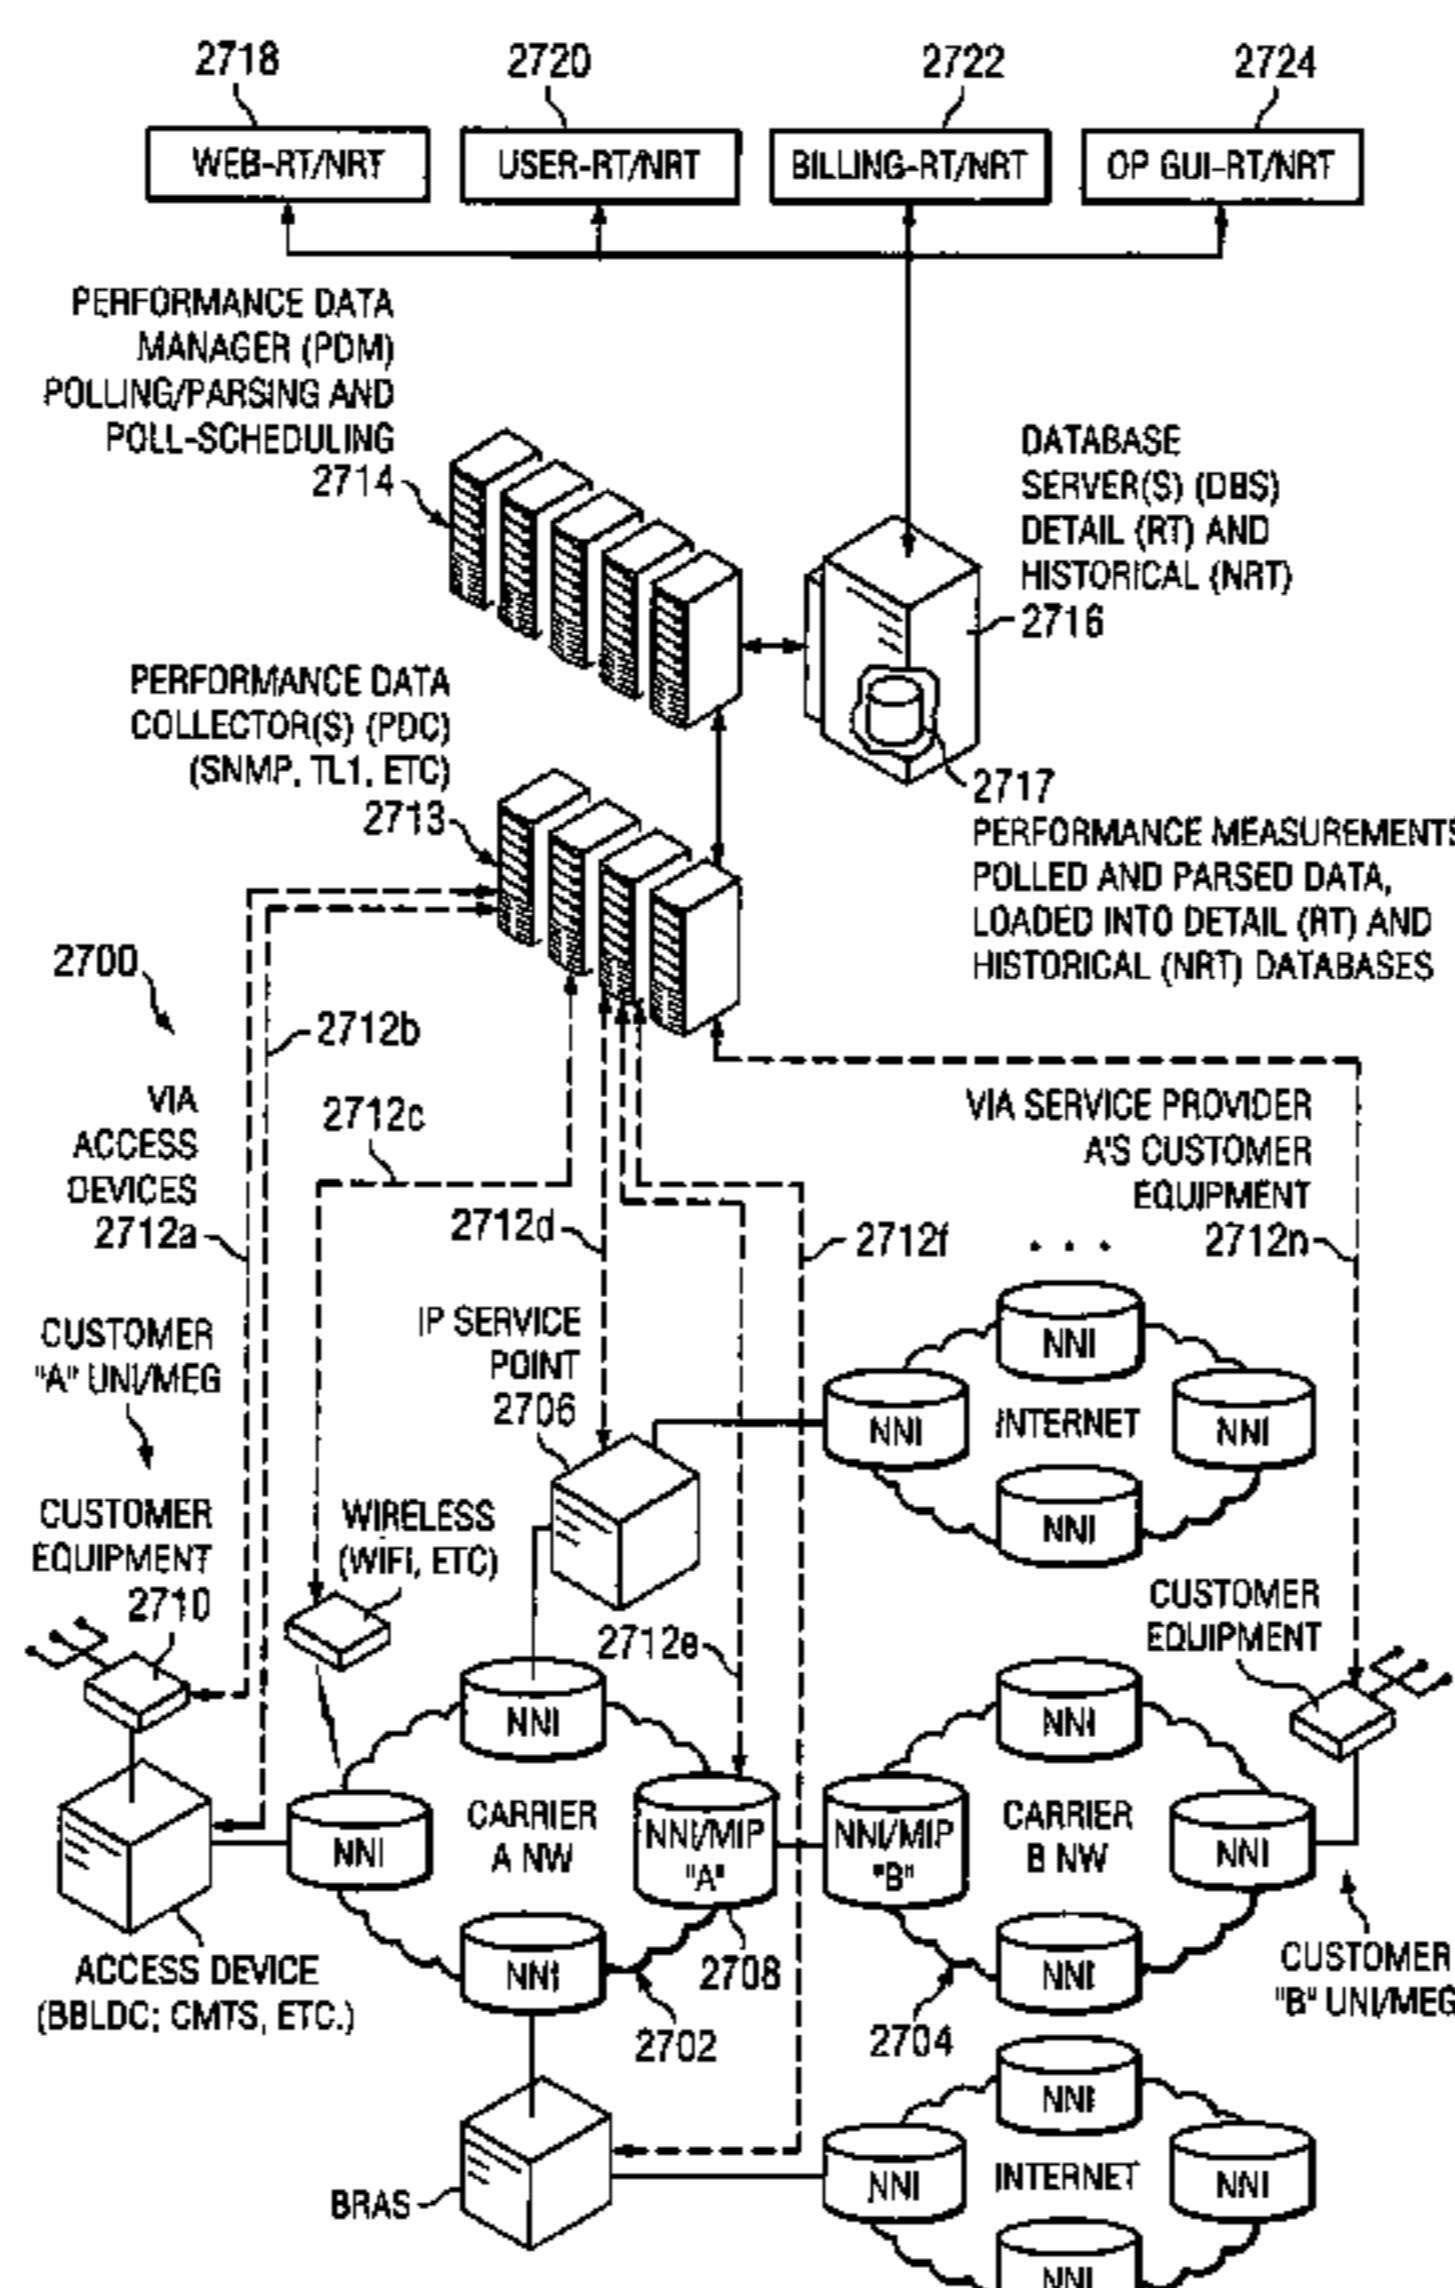 2718
2720
2722
2724
WEB-RT/NRT
USER-RT/NRT
BILLING-RT/NRT
OP GUI-RT/NRT
PERFORMANCE DATA
MANAGER (PDM)
POLLING/PARSING AND
POLL-SCHEDULING
2714
DATABASE
SERVER(S) (DBS)
DETAIL (RT) AND
HISTORICAL (NRT)
2716
PERFORMANCE DATA
COLLECTOR(S) (PDC)
(SNMP, TL1, ETC)
2713
2717
PERFORMANCE MEASUREMENTS
POLLED AND PARSED DATA,
LOADED INTO DETAIL (RT) AND
HISTORICAL (NRT) DATABASES
2700
2712b
VIA
ACCESS
DEVICES
2712a
2712c
2712d
2712f
VIA SERVICE PROVIDER
A'S CUSTOMER
EQUIPMENT
2712n
. . .
CUSTOMER
"A" UNI/MEG
IP SERVICE
POINT
2706
NNI
NNI
INTERNET
NNI
NNI
CUSTOMER
EQUIPMENT
2710
WIRELESS
(WIFI, ETC)
2712e
CUSTOMER
EQUIPMENT
NNI
NNI
NNI
CARRIER
A NW
NNI/MIP
"A"
NNI/MIP
"B"
CARRIER
B NW
NNI
NNI
NNI
2708
2702
2704
ACCESS DEVICE
(BBLDC; CMTS, ETC.)
CUSTOMER
"B" UNI/MEG
BRAS
NNI
NNI
INTERNET
NNI
NNI